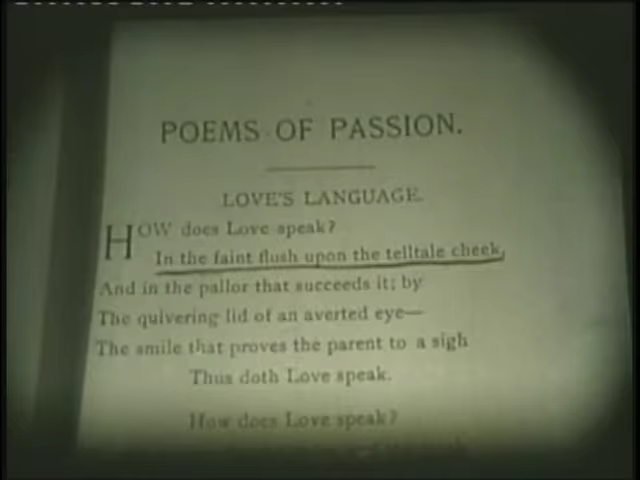 POEMS OF PASSION.
LOVE'S LANGUAGE.
HOW does Love speak?
In the faint flush upon the telltale cheek,
And in the pallor that succeeds it; by
The quivering lid of an averted eye—
The smile that proves the parent to a sigh
Thus doth Love speak.
How does Love speak?